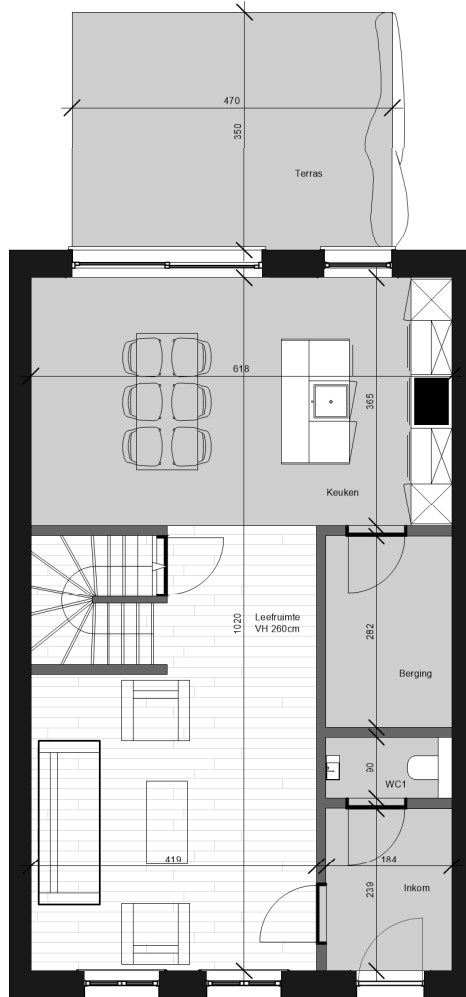 470
350
Terras
618
365
Keuken
1020
Leefruimte
VH 260cm
282
Berging
90
WC1
419
184
239
Inkom